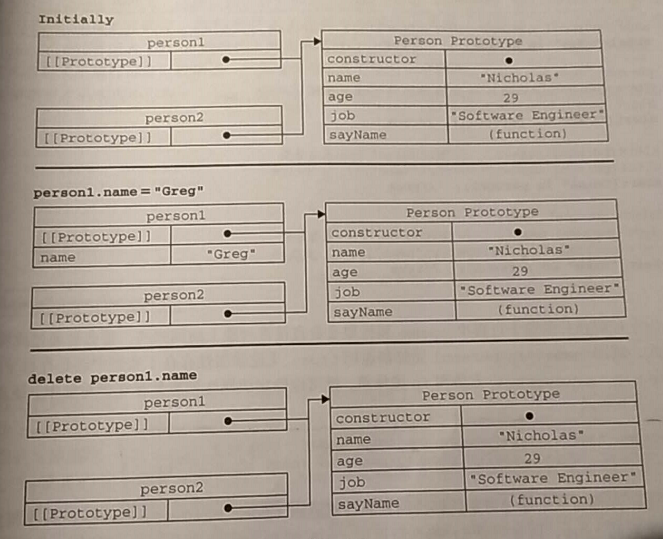 Initially
person1
[[Prototype]]
Person Prototype
constructor
name "Nicholas"
age 29
job "Software Engineer"
sayName (function)
person2
[[Prototype]]
person1.name = "Greg"
person1
[[Prototype]]
name "Greg"
Person Prototype
constructor
name "Nicholas"
age 29
job "Software Engineer"
sayName (function)
person2
[[Prototype]]
delete person1.name
person1
[[Prototype]]
Person Prototype
constructor
name "Nicholas"
age 29
job "Software Engineer"
sayName (function)
person2
[[Prototype]]